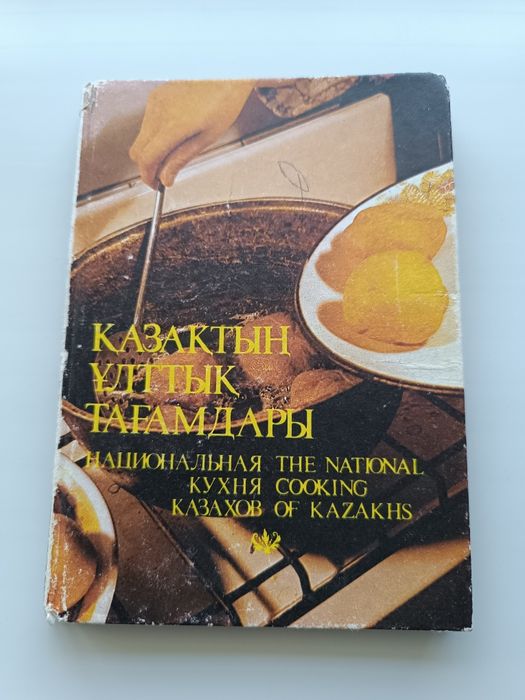 ҚАЗАҚТЫҢ
ҰЛТТЫҚ
ТАҒАМДАРЫ
НАЦИОНАЛЬНАЯ THE NATIONAL
КУХНЯ COOKING
КАЗАХОВ OF KAZAKHS